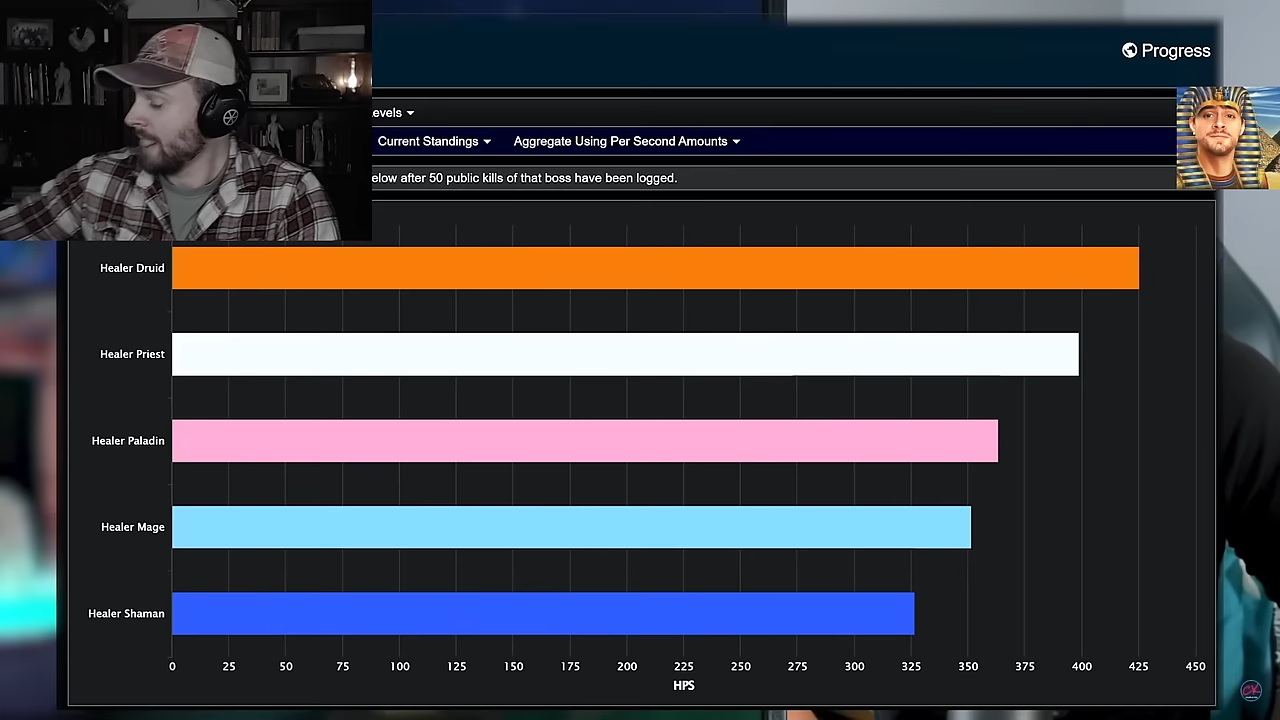 Progress
evels
Current Standings
Aggregate Using Per Second Amounts
elow after 50 public kills of that boss have been logged.
Healer Druid
Healer Priest
Healer Paladin
Healer Mage
Healer Shaman
0 25 50 75 100 125 150 175 200 225 250 275 300 325 350 375 400 425 450
HPS
CK